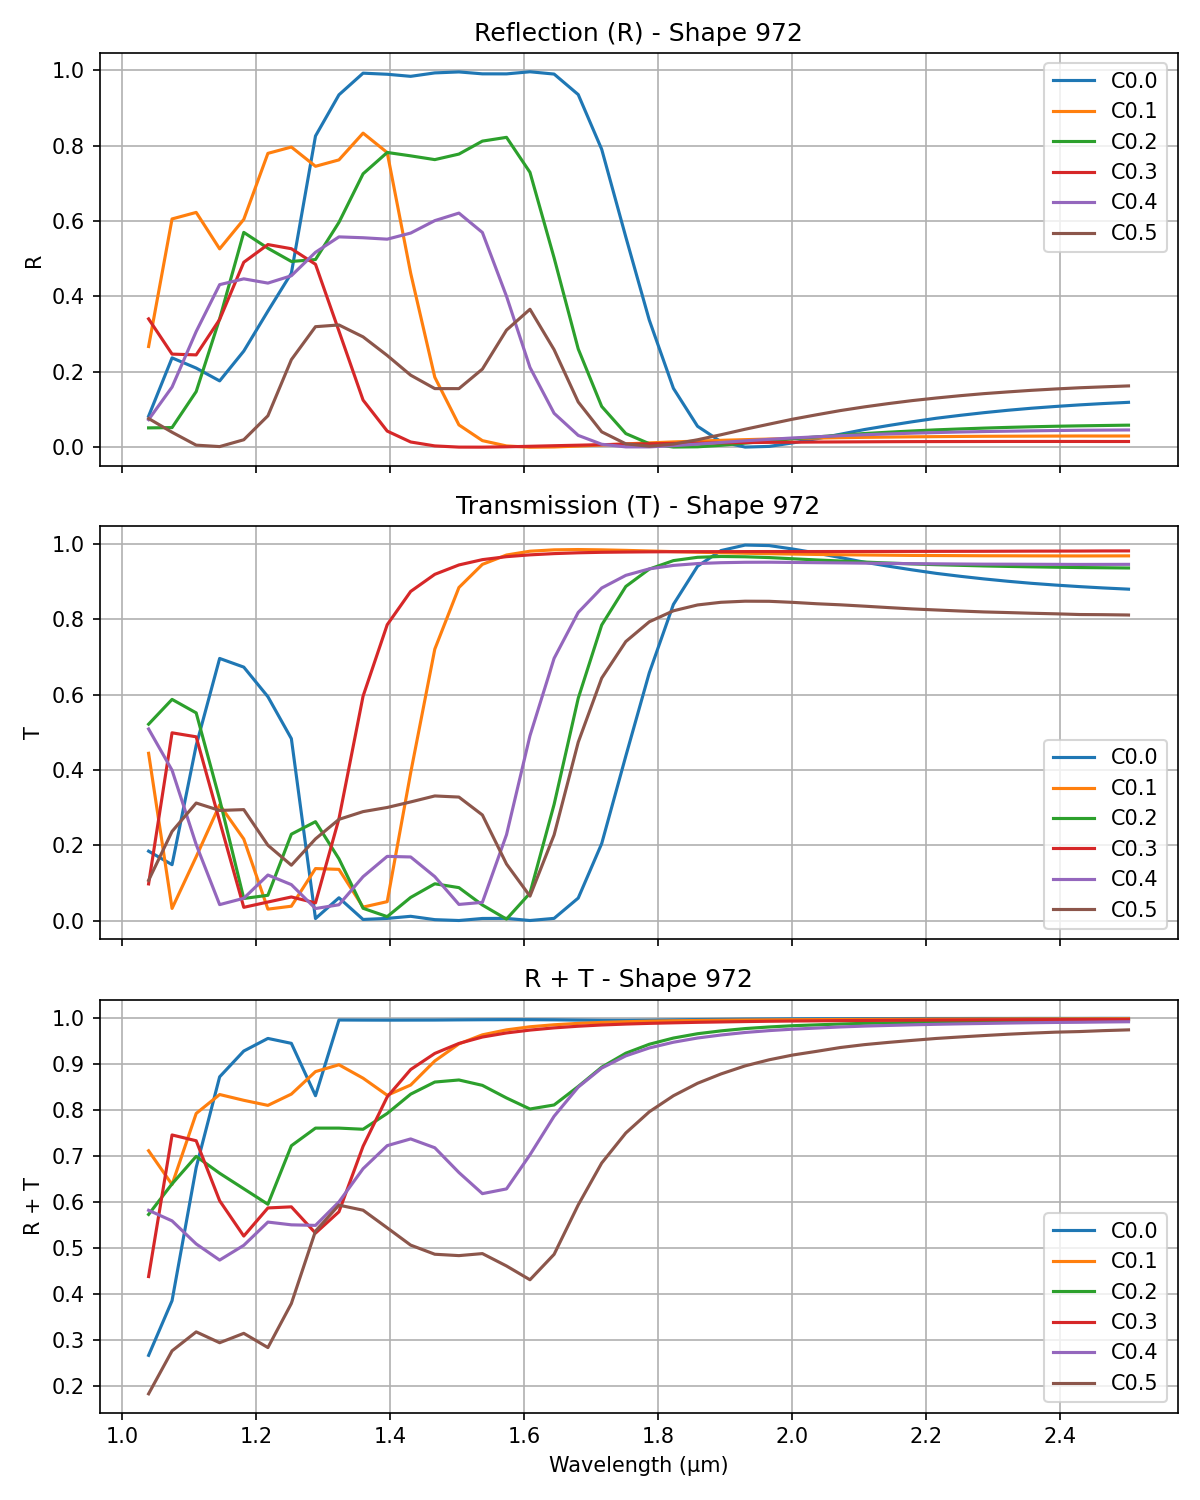 Reflection (R) - Shape 972
1.0
0.8
0.6
0.4
0.2
0.0
R
C0.0
C0.1
C0.2
C0.3
C0.4
C0.5
Transmission (T) - Shape 972
1.0
0.8
0.6
0.4
0.2
0.0
T
C0.0
C0.1
C0.2
C0.3
C0.4
C0.5
R + T - Shape 972
1.0
0.9
0.8
0.7
0.6
0.5
0.4
0.3
0.2
R + T
C0.0
C0.1
C0.2
C0.3
C0.4
C0.5
1.0 1.2 1.4 1.6 1.8 2.0 2.2 2.4
Wavelength (μm)